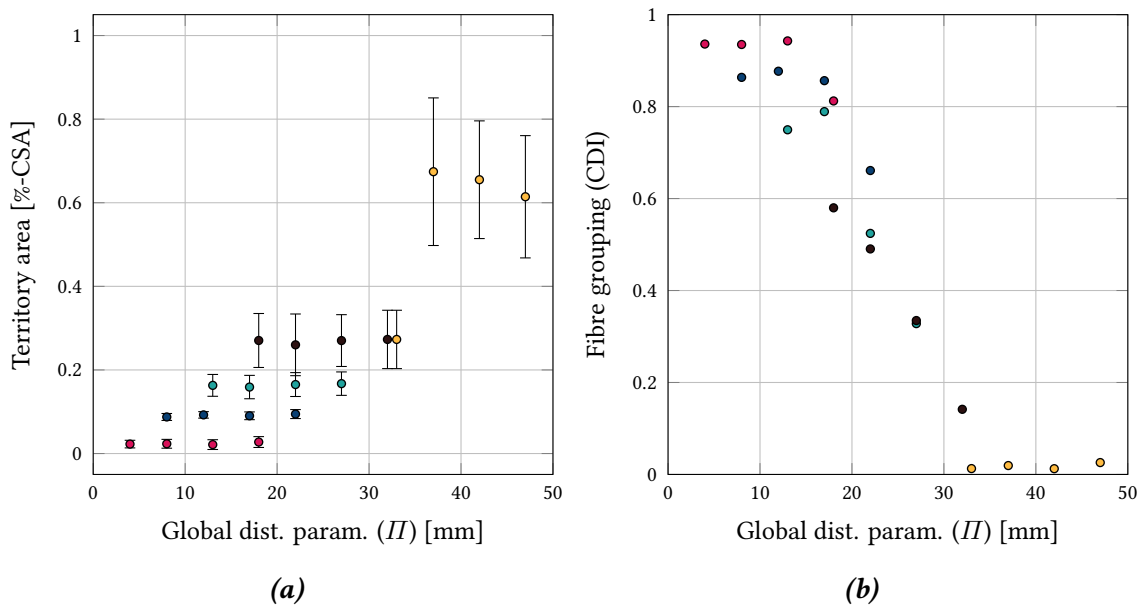 1
0.8
0.6
0.4
0.2
0
0 10 20 30 40 50
Territory area [%-CSA]
Global dist. param. (Π) [mm]
(a)
1
0.8
0.6
0.4
0.2
0
0 10 20 30 40 50
Fibre grouping (CDI)
Global dist. param. (Π) [mm]
(b)